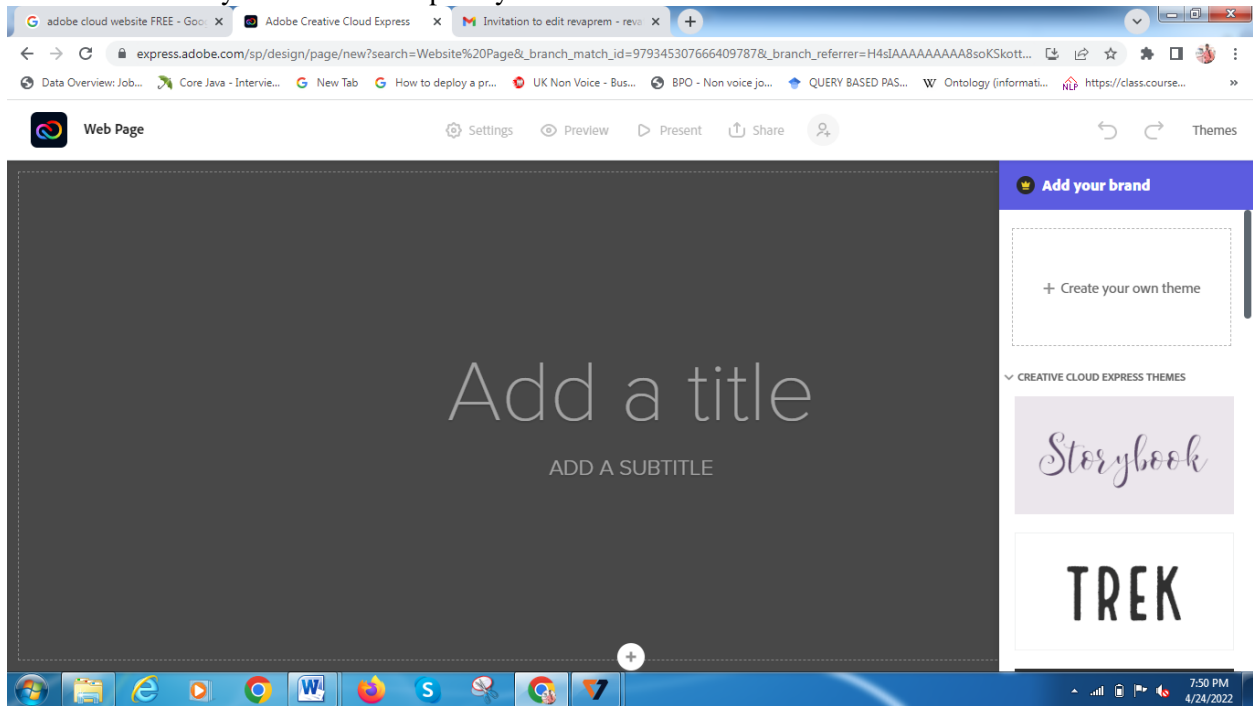 adobe cloud website FREE - Goo
Adobe Creative Cloud Express
Invitation to edit revaprem - reva
express.adobe.com/sp/design/page/new?search=Website%20Page&_branch_match_id=979345307666409787&_branch_referrer=H4sIAAAAAAAAA8soKSkott...
Data Overview: Job...
Core Java - Intervie...
New Tab
How to deploy a pr...
UK Non Voice - Bus...
BPO - Non voice jo...
QUERY BASED PAS...
Ontology (informati...
https://class.course...
»
Web Page
Settings
Preview
Present
Share
Themes
Add your brand
+ Create your own theme
CREATIVE CLOUD EXPRESS THEMES
Add a title
ADD A SUBTITLE
Storybook
TREK
7:50 PM
4/24/2022